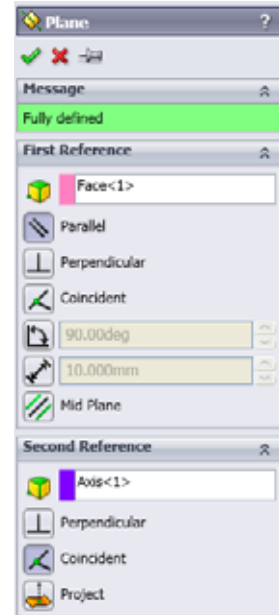 Plane ?
Message
Fully defined
First Reference
Face<1>
Parallel
Perpendicular
Coincident
90.00deg
10.000mm
Mid Plane
Second Reference
Axis<1>
Perpendicular
Coincident
Project